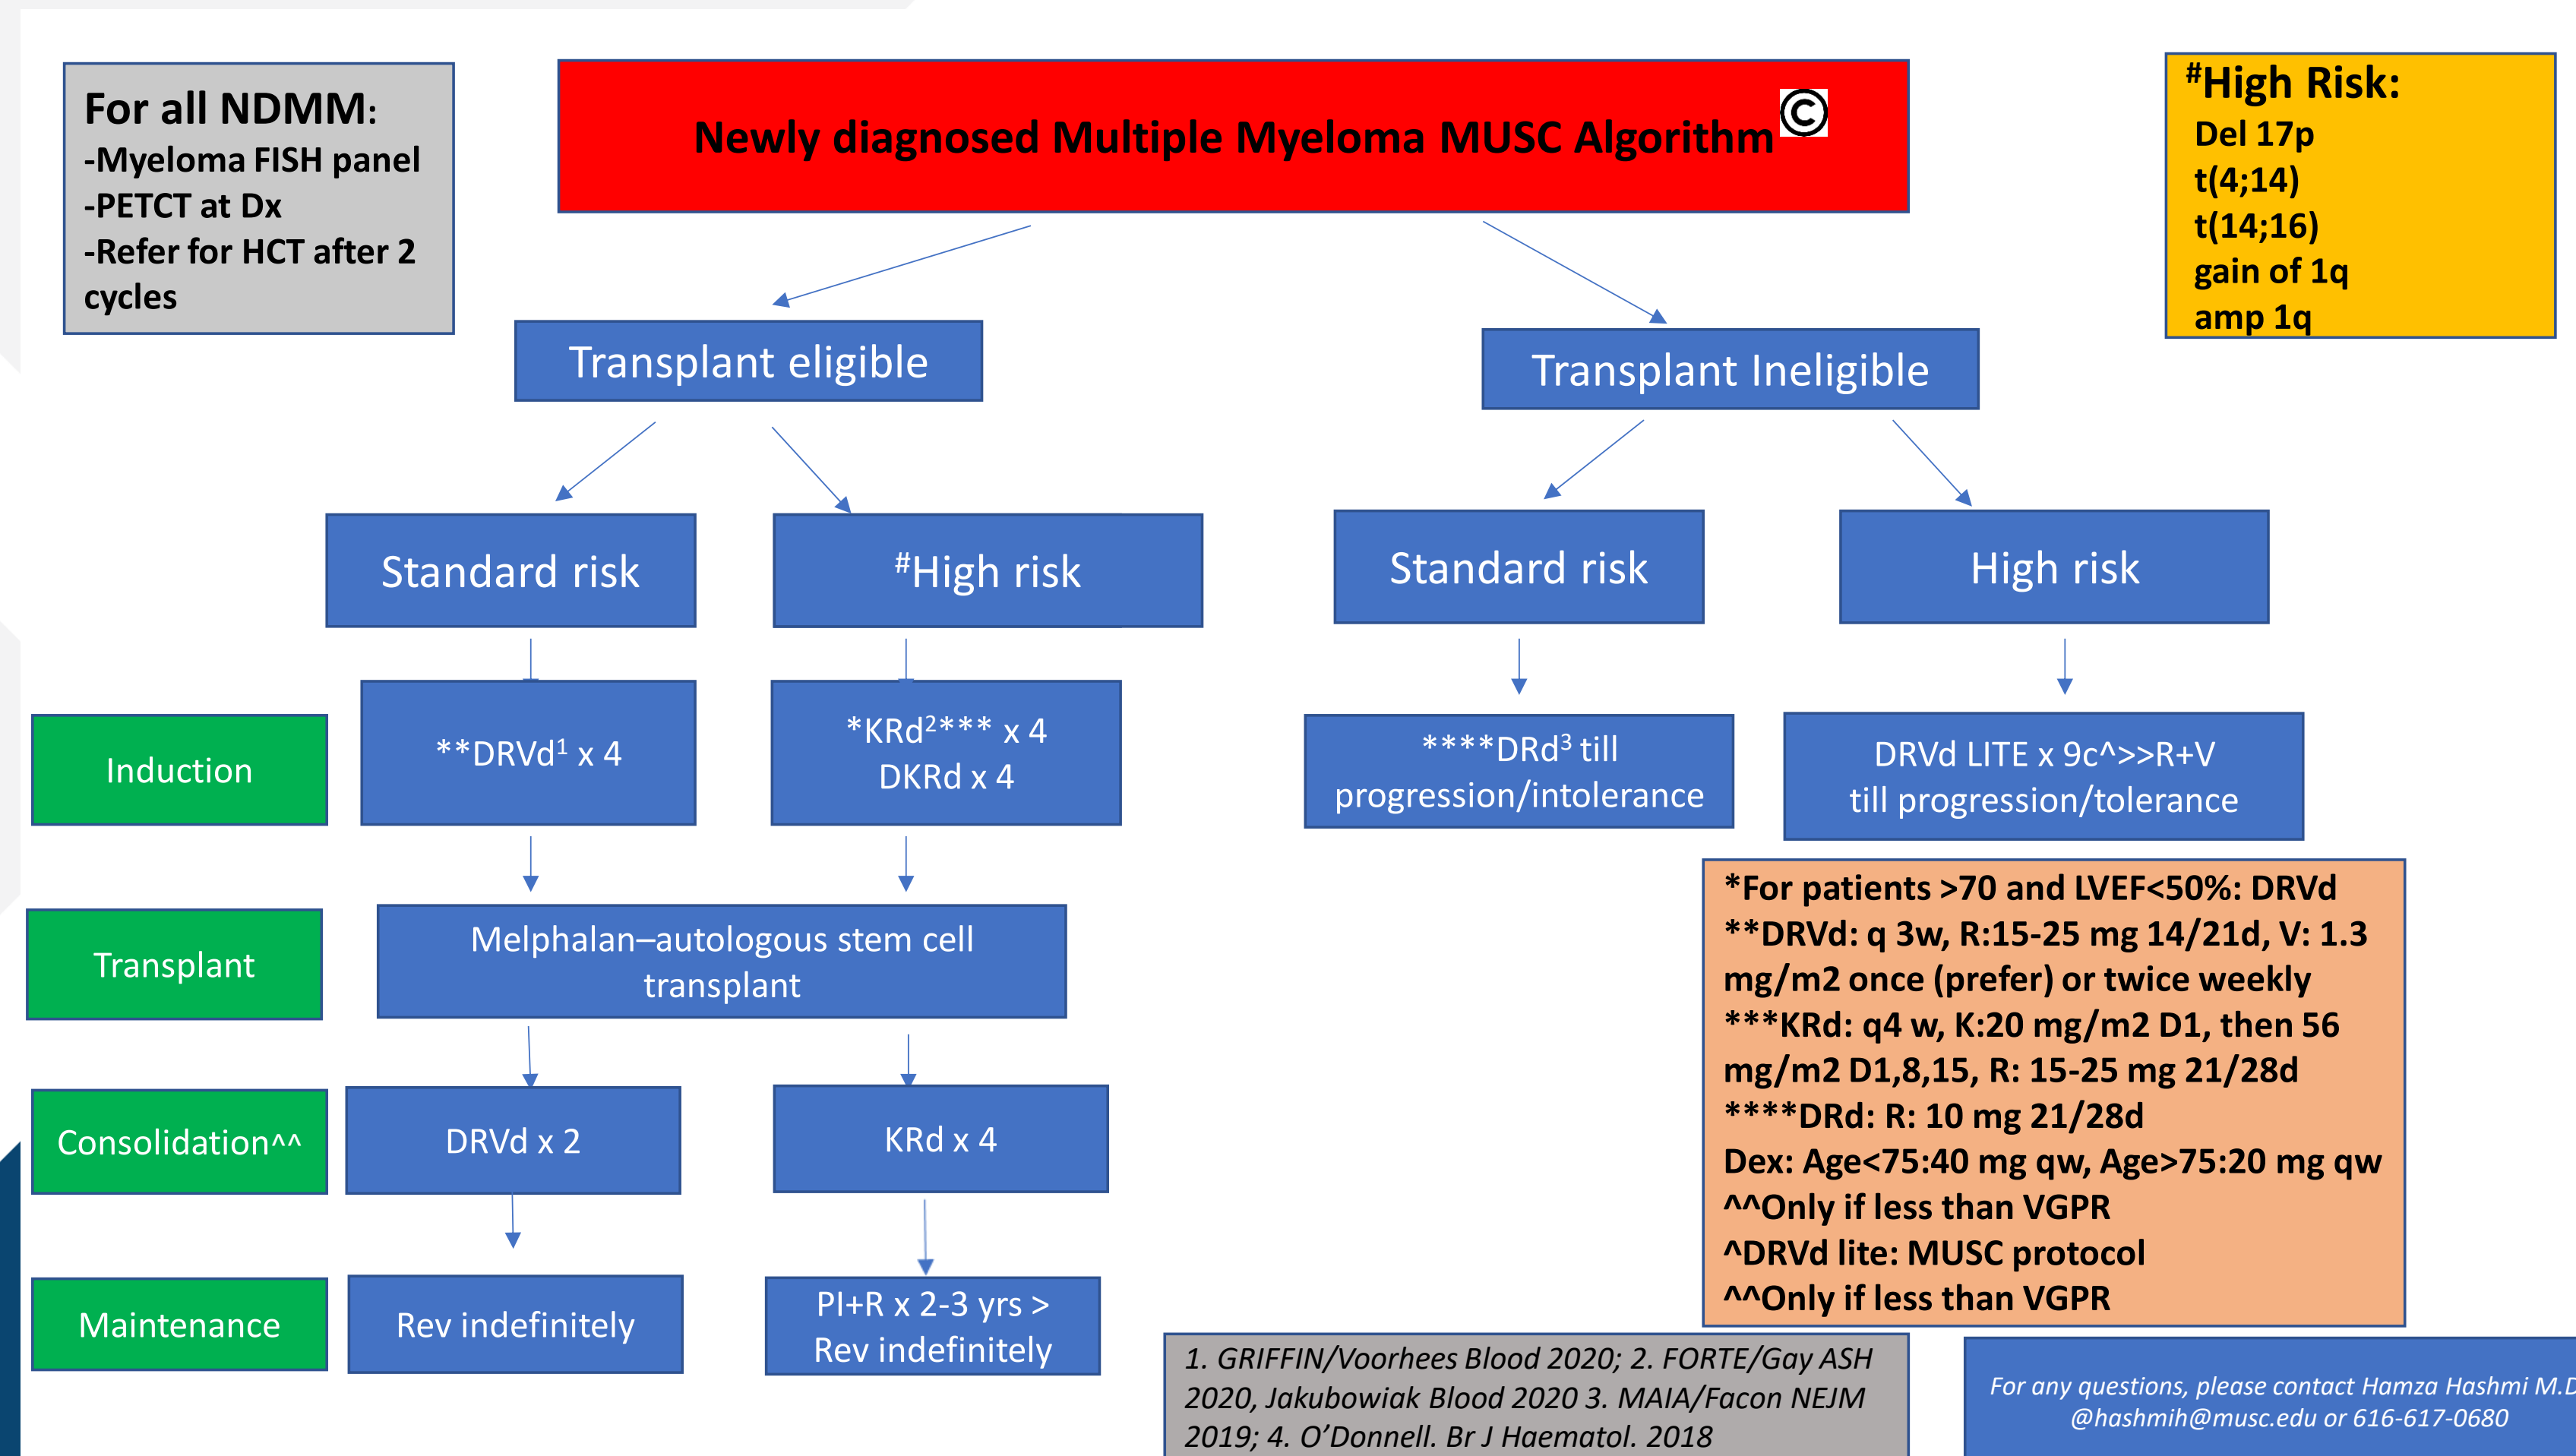 For all NDMM:
-Myeloma FISH panel
-PETCT at Dx
-Refer for HCT after 2
cycles
Newly diagnosed Multiple Myeloma MUSC Algorithm ©
#High Risk:
Del 17p
t(4;14)
t(14;16)
gain of 1q
amp 1q
Transplant eligible
Transplant Ineligible
Standard risk
#High risk
Standard risk
High risk
Induction
**DRVd¹ x 4
*KRd²*** x 4
DKRd x 4
****DRd³ till
progression/intolerance
DRVd LITE x 9c^>>R+V
till progression/tolerance
Transplant
Melphalan–autologous stem cell
transplant
Consolidation^^
DRVd x 2
KRd x 4
Maintenance
Rev indefinitely
PI+R x 2-3 yrs >
Rev indefinitely
*For patients >70 and LVEF<50%: DRVd
**DRVd: q 3w, R:15-25 mg 14/21d, V: 1.3
mg/m2 once (prefer) or twice weekly
***KRd: q4 w, K:20 mg/m2 D1, then 56
mg/m2 D1,8,15, R: 15-25 mg 21/28d
****DRd: R: 10 mg 21/28d
Dex: Age<75:40 mg qw, Age>75:20 mg qw
^^Only if less than VGPR
^DRVd lite: MUSC protocol
^^Only if less than VGPR
1. GRIFFIN/Voorhees Blood 2020; 2. FORTE/Gay ASH
2020, Jakubowiak Blood 2020 3. MAIA/Facon NEJM
2019; 4. O’Donnell. Br J Haematol. 2018
For any questions, please contact Hamza Hashmi M.D
@hashmih@musc.edu or 616-617-0680